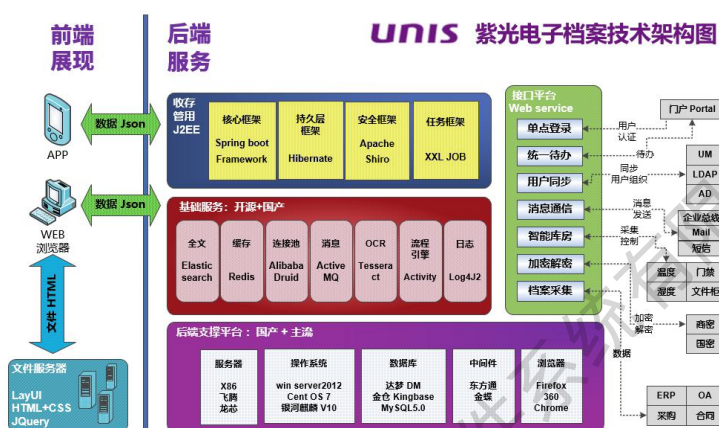 前端
展现
后端
服务
UNIS 紫光电子档案技术架构图
APP
数据 Json
WEB
浏览器
数据 Json
文件 HTML
文件服务器
LayUI
HTML+CSS
JQuery
收存
管用
J2EE
核心框架
Spring boot
Framework
持久层
框架
Hibernate
安全框架
Apache
Shiro
任务框架
XXL JOB
基础服务：开源+国产
全文
Elastic
search
缓存
Redis
连接池
Alibaba
Druid
消息
Active
MQ
OCR
Tessera
ct
流程
引擎
Activity
日志
Log4J2
后端支撑平台：国产 + 主流
服务器
X86
飞腾
龙芯
操作系统
win server2012
Cent OS 7
银河麒麟 V10
数据库
达梦 DM
金仓 Kingbase
MySQL5.0
中间件
东方通
金蝶
浏览器
Firefox
360
Chrome
接口平台
Web service
单点登录
统一待办
用户同步
消息通信
智能库房
加密解密
档案采集
用户
认证
待办
同步
用户组织
消息
发送
采集
控制
加密
解密
数据
门户 Portal
UM
LDAP
AD
企业总线
Mail
短信
温度
门禁
湿度
文件柜
商密
国密
ERP
OA
采购
合同
件系统有限